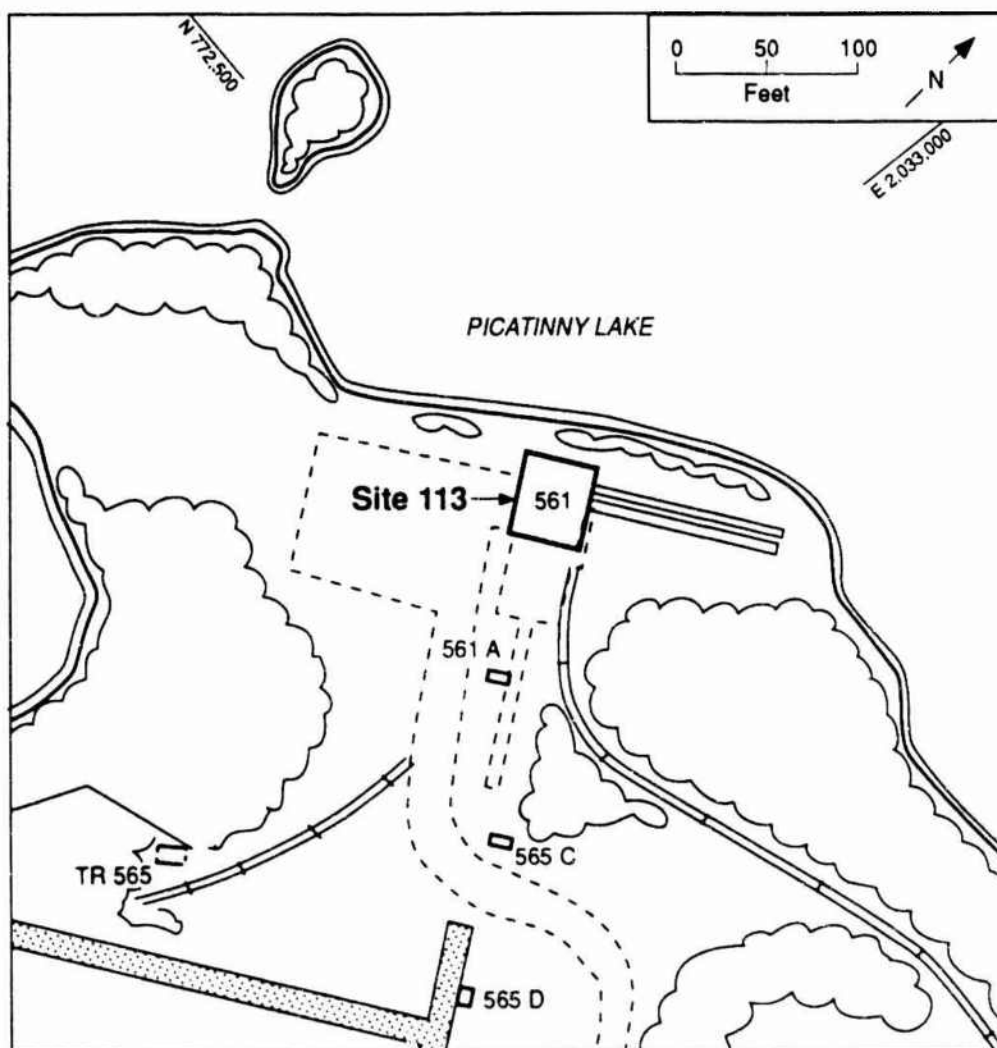 N 772,500
0 50 100
Feet
N
E 2,033,000
PICATINNY LAKE
Site 113
561
561 A
565 C
TR 565
565 D